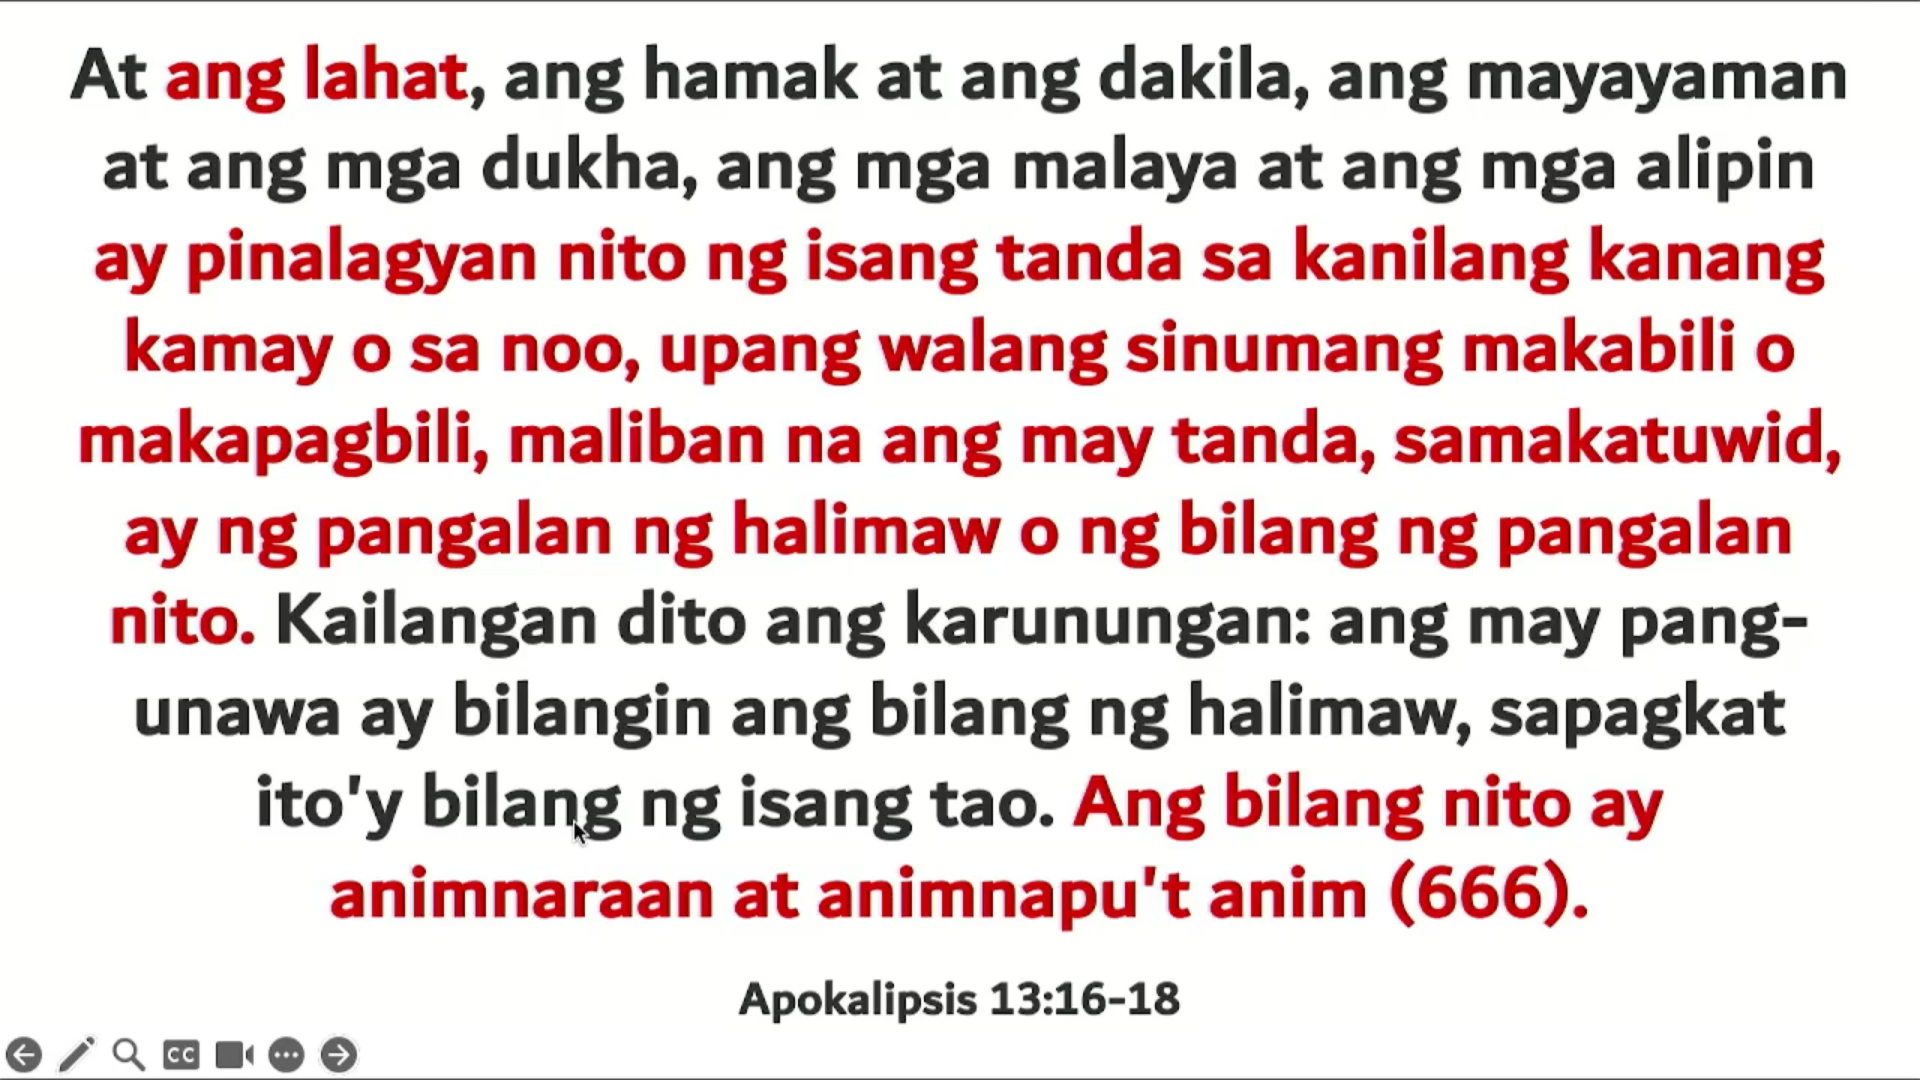 At ang lahat, ang hamak at ang dakila, ang mayayaman
at ang mga dukha, ang mga malaya at ang mga alipin
ay pinalagyan nito ng isang tanda sa kanilang kanang
kamay o sa noo, upang walang sinumang makabili o
makapagbili, maliban na ang may tanda, samakatuwid,
ay ng pangalan ng halimaw o ng bilang ng pangalan
nito. Kailangan dito ang karunungan: ang may pang-
unawa ay bilangin ang bilang ng halimaw, sapagkat
ito'y bilang ng isang tao. Ang bilang nito ay
animnaraan at animnapu't anim (666).
Apokalipsis 13:16-18
CC